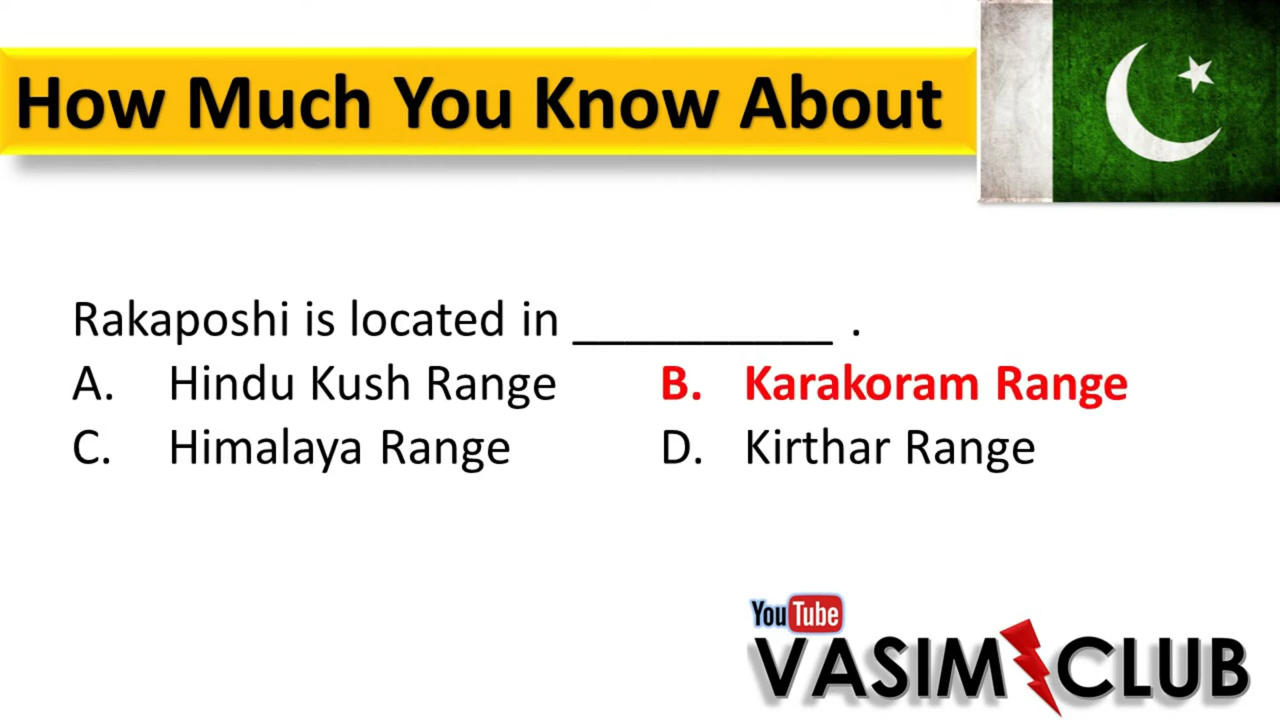 How Much You Know About
Rakaposhi is located in __________ .
A. Hindu Kush Range B. Karakoram Range
C. Himalaya Range D. Kirthar Range
YouTube
VASIM CLUB